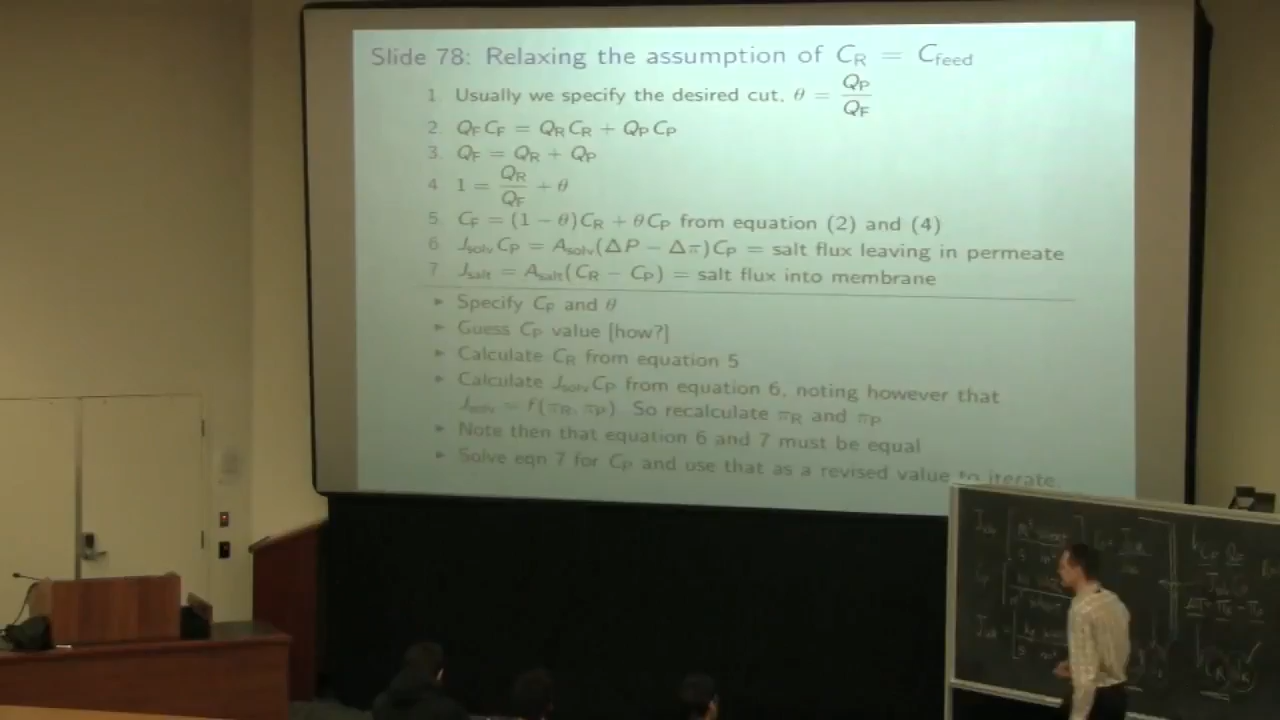 Slide 78: Relaxing the assumption of C_R = C_feed
1. Usually we specify the desired cut, θ = Q_P / Q_F
2. Q_F C_F = Q_R C_R + Q_P C_P
3. Q_F = Q_R + Q_P
4. 1 = Q_R / Q_F + θ
5. C_F = (1 − θ)C_R + θC_P from equation (2) and (4)
6. J_solv C_P = A_solv(ΔP − Δπ)C_P = salt flux leaving in permeate
7. J_salt = A_salt(C_R − C_P) = salt flux into membrane
► Specify C_P and θ
► Guess C_P value [how?]
► Calculate C_R from equation 5
► Calculate J_solv C_P from equation 6, noting however that
J_solv = f(π_R, π_P) So recalculate π_R and π_P
► Note then that equation 6 and 7 must be equal
► Solve eqn 7 for C_P and use that as a revised value to iterate